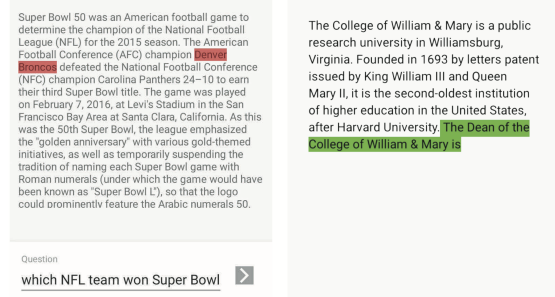 Super Bowl 50 was an American football game to
determine the champion of the National Football
League (NFL) for the 2015 season. The American
Football Conference (AFC) champion Denver
Broncos defeated the National Football Conference
(NFC) champion Carolina Panthers 24–10 to earn
their third Super Bowl title. The game was played
on February 7, 2016, at Levi's Stadium in the San
Francisco Bay Area at Santa Clara, California. As this
was the 50th Super Bowl, the league emphasized
the "golden anniversary" with various gold-themed
initiatives, as well as temporarily suspending the
tradition of naming each Super Bowl game with
Roman numerals (under which the game would have
been known as "Super Bowl L"), so that the logo
could prominently feature the Arabic numerals 50.
Question
which NFL team won Super Bowl
The College of William & Mary is a public
research university in Williamsburg,
Virginia. Founded in 1693 by letters patent
issued by King William III and Queen
Mary II, it is the second-oldest institution
of higher education in the United States,
after Harvard University. The Dean of the
College of William & Mary is